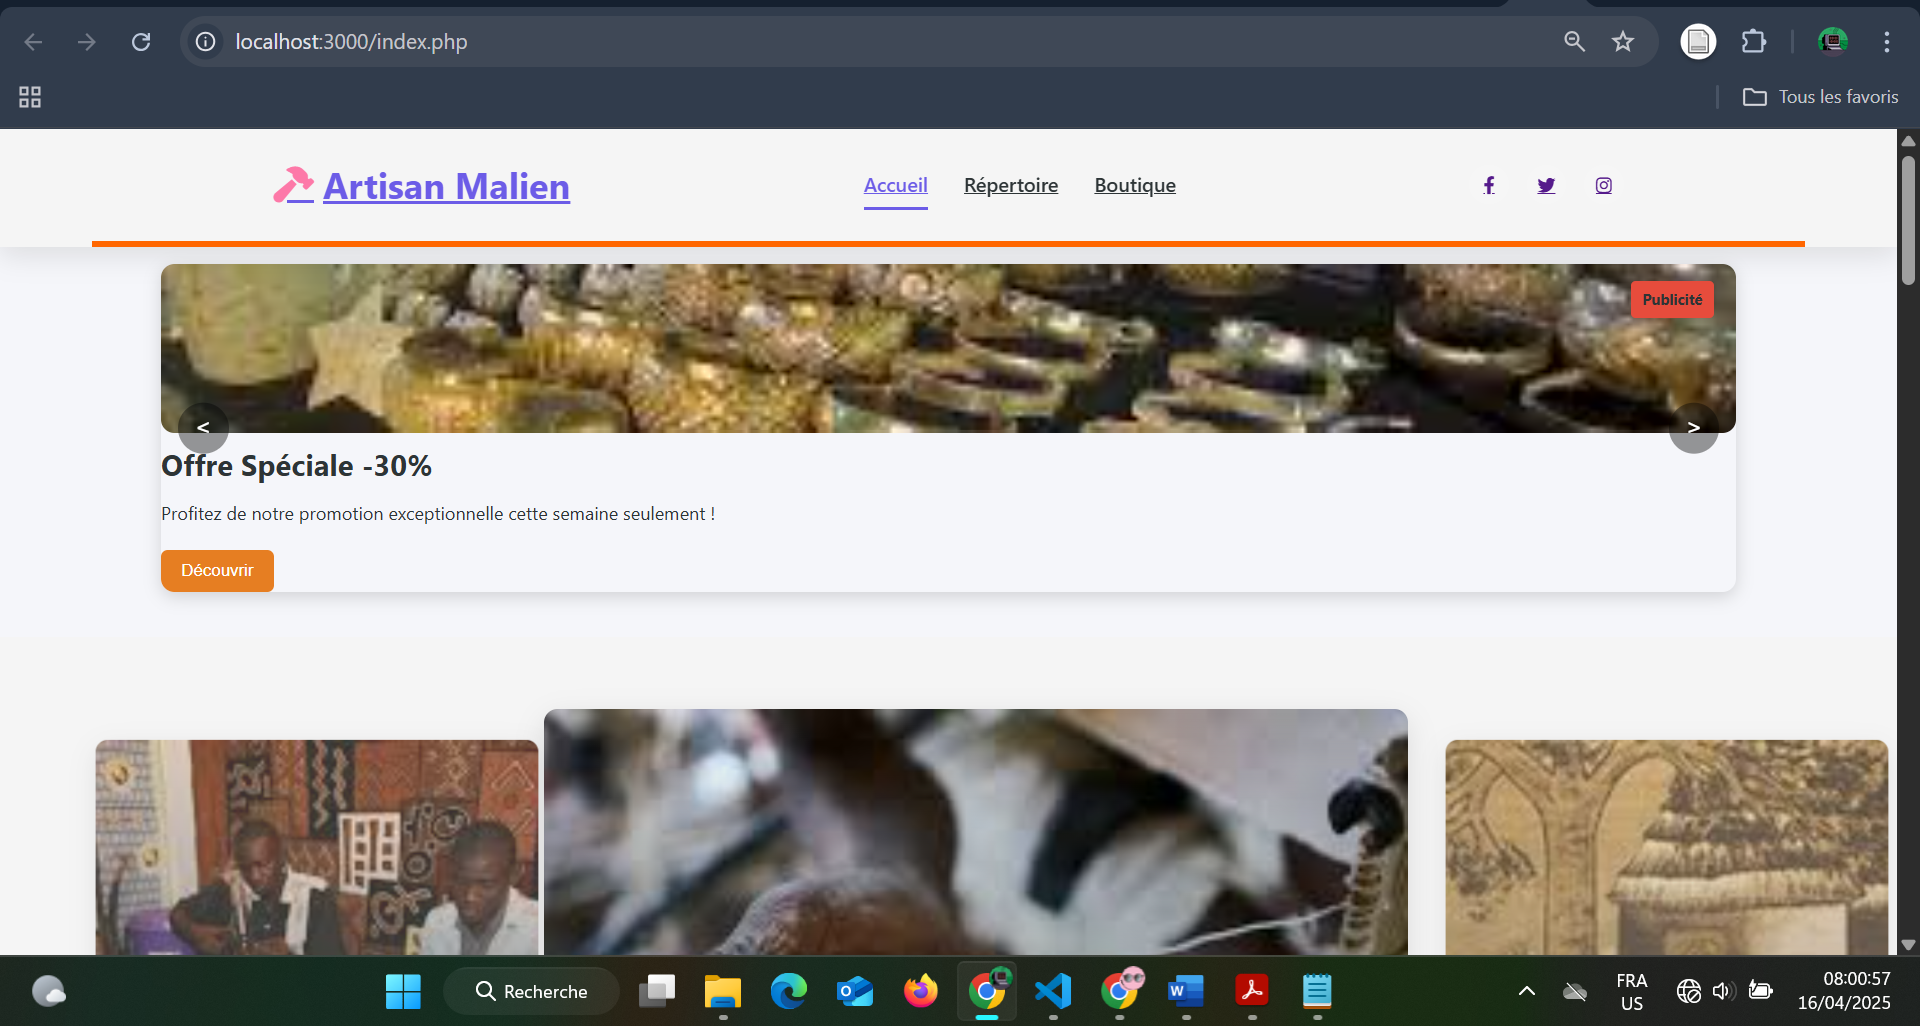 localhost:3000/index.php
Tous les favoris
Artisan Malien
Accueil
Répertoire
Boutique
Publicité
<
>
Offre Spéciale -30%
Profitez de notre promotion exceptionnelle cette semaine seulement !
Découvrir
Recherche
FRA
US
08:00:57
16/04/2025